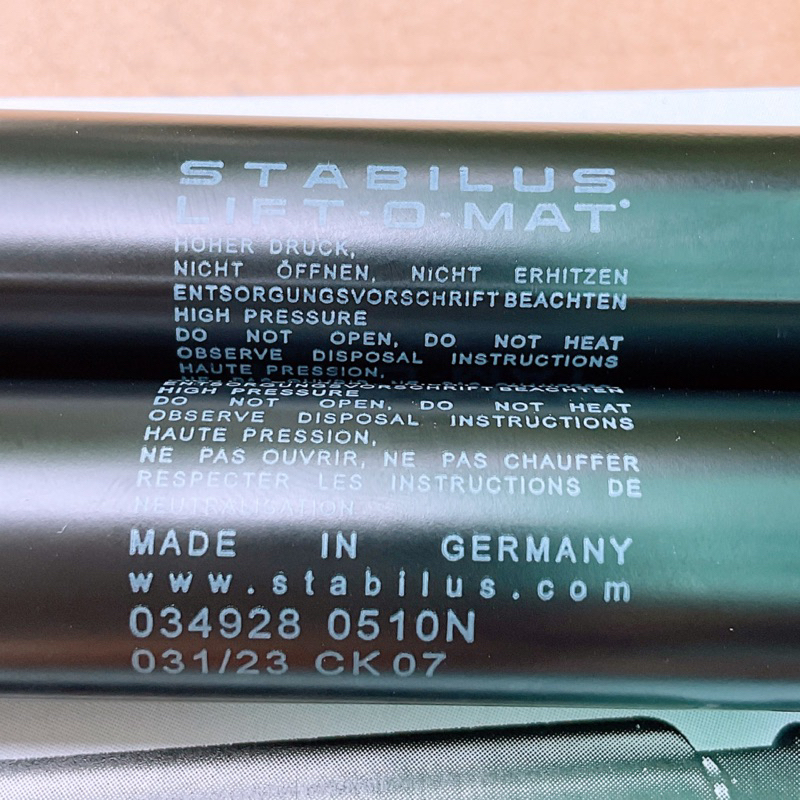 STABILUS
LIFT-O-MAT
HOHER DRUCK,
NICHT ÖFFNEN, NICHT ERHITZEN
ENTSORGUNGSVORSCHRIFT BEACHTEN
HIGH PRESSURE
DO NOT OPEN, DO NOT HEAT
OBSERVE DISPOSAL INSTRUCTIONS
HAUTE PRESSION,
ENTSORGUNGSVORSCHRIFT BEACHTEN
HIGH PRESSURE
DO NOT OPEN, DO NOT HEAT
OBSERVE DISPOSAL INSTRUCTIONS
HAUTE PRESSION,
NE PAS OUVRIR, NE PAS CHAUFFER
RESPECTER LES INSTRUCTIONS DE
NEUTRALISATION
MADE IN GERMANY
www.stabilus.com
034928 0510N
031/23 CK07